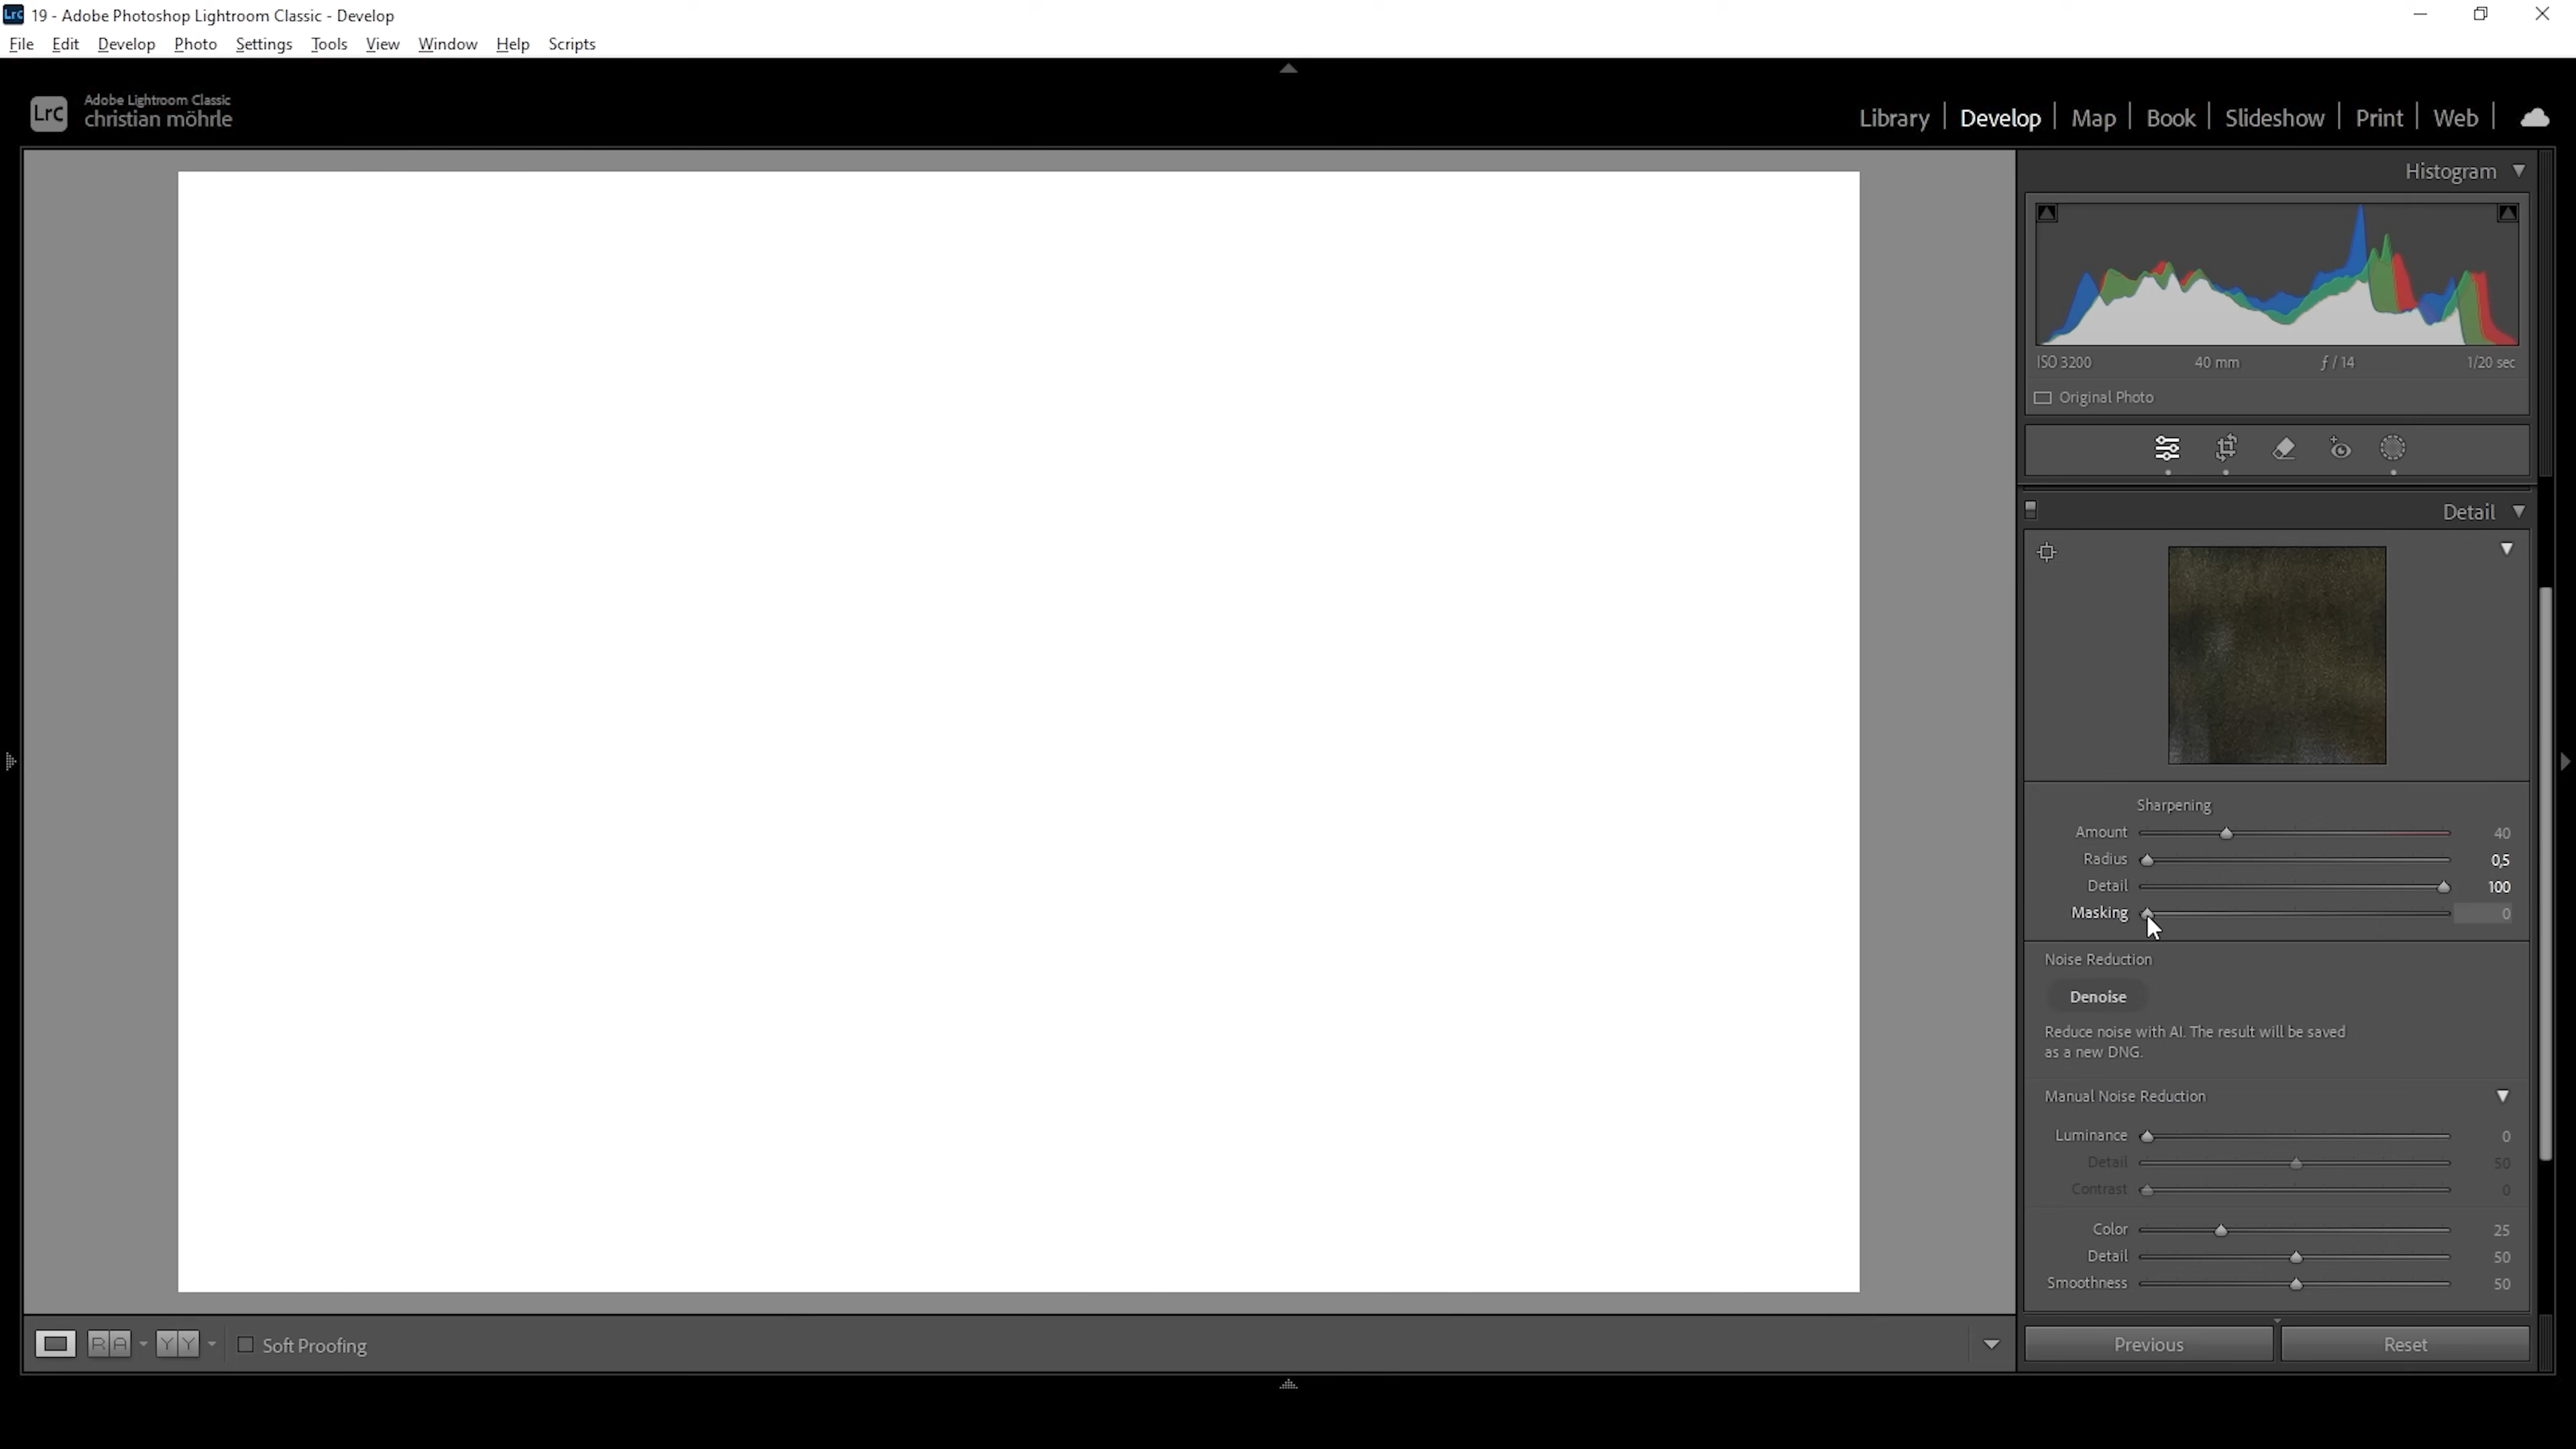 Lrc 19 - Adobe Photoshop Lightroom Classic - Develop
File Edit Develop Photo Settings Tools View Window Help Scripts
Lrc
Adobe Lightroom Classic
christian möhrle
Library | Develop | Map | Book | Slideshow | Print | Web |
Histogram
ISO 3200 40 mm ƒ / 14 1/20 sec
Original Photo
Detail
Sharpening
Amount 40
Radius 0,5
Detail 100
Masking 0
Noise Reduction
Denoise
Reduce noise with AI. The result will be saved
as a new DNG.
Manual Noise Reduction
Luminance 0
Detail 50
Contrast 0
Color 25
Detail 50
Smoothness 50
R A Y Y Soft Proofing
Previous Reset